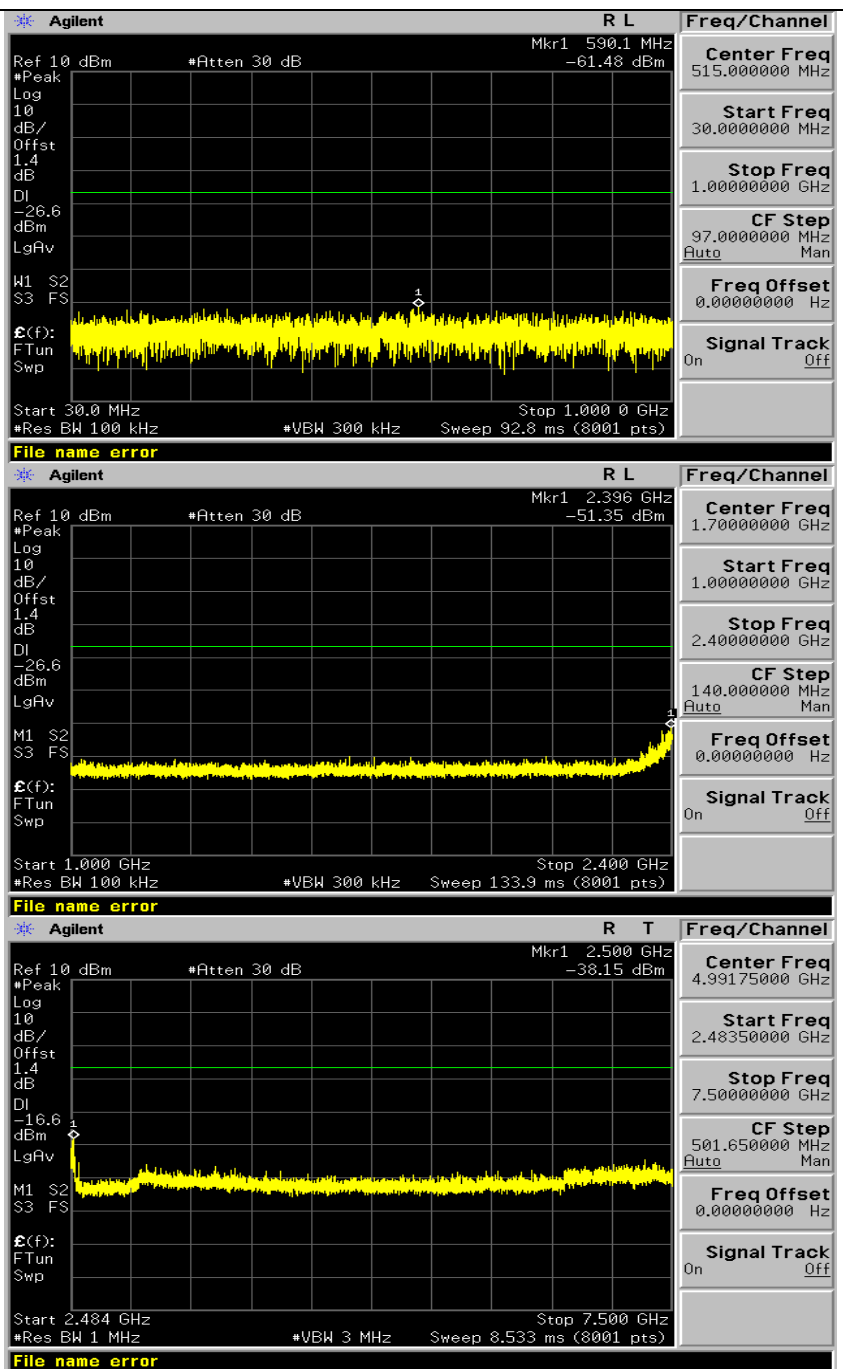 Agilent R L Freq/Channel
Mkr1 590.1 MHz
Ref 10 dBm #Atten 30 dB -61.48 dBm
#Peak
Log
10
dB/
Offst
1.4
dB
DI
-26.6
dBm
LgAv
W1 S2
S3 FS
£(f):
FTun
Swp
1
Start 30.0 MHz Stop 1.000 0 GHz
#Res BW 100 kHz #VBW 300 kHz Sweep 92.8 ms (8001 pts)
Center Freq
515.000000 MHz
Start Freq
30.0000000 MHz
Stop Freq
1.00000000 GHz
CF Step
97.0000000 MHz
Auto Man
Freq Offset
0.00000000 Hz
Signal Track
On Off
File name error
Agilent R L Freq/Channel
Mkr1 2.396 GHz
Ref 10 dBm #Atten 30 dB -51.35 dBm
#Peak
Log
10
dB/
Offst
1.4
dB
DI
-26.6
dBm
LgAv
M1 S2
S3 FS
£(f):
FTun
Swp
1
Start 1.000 GHz Stop 2.400 GHz
#Res BW 100 kHz #VBW 300 kHz Sweep 133.9 ms (8001 pts)
Center Freq
1.70000000 GHz
Start Freq
1.00000000 GHz
Stop Freq
2.40000000 GHz
CF Step
140.000000 MHz
Auto Man
Freq Offset
0.00000000 Hz
Signal Track
On Off
File name error
Agilent R T Freq/Channel
Mkr1 2.500 GHz
Ref 10 dBm #Atten 30 dB -38.15 dBm
#Peak
Log
10
dB/
Offst
1.4
dB
DI
-16.6
dBm
LgAv
M1 S2
S3 FS
£(f):
FTun
Swp
1
Start 2.484 GHz Stop 7.500 GHz
#Res BW 1 MHz #VBW 3 MHz Sweep 8.533 ms (8001 pts)
Center Freq
4.99175000 GHz
Start Freq
2.48350000 GHz
Stop Freq
7.50000000 GHz
CF Step
501.650000 MHz
Auto Man
Freq Offset
0.00000000 Hz
Signal Track
On Off
File name error